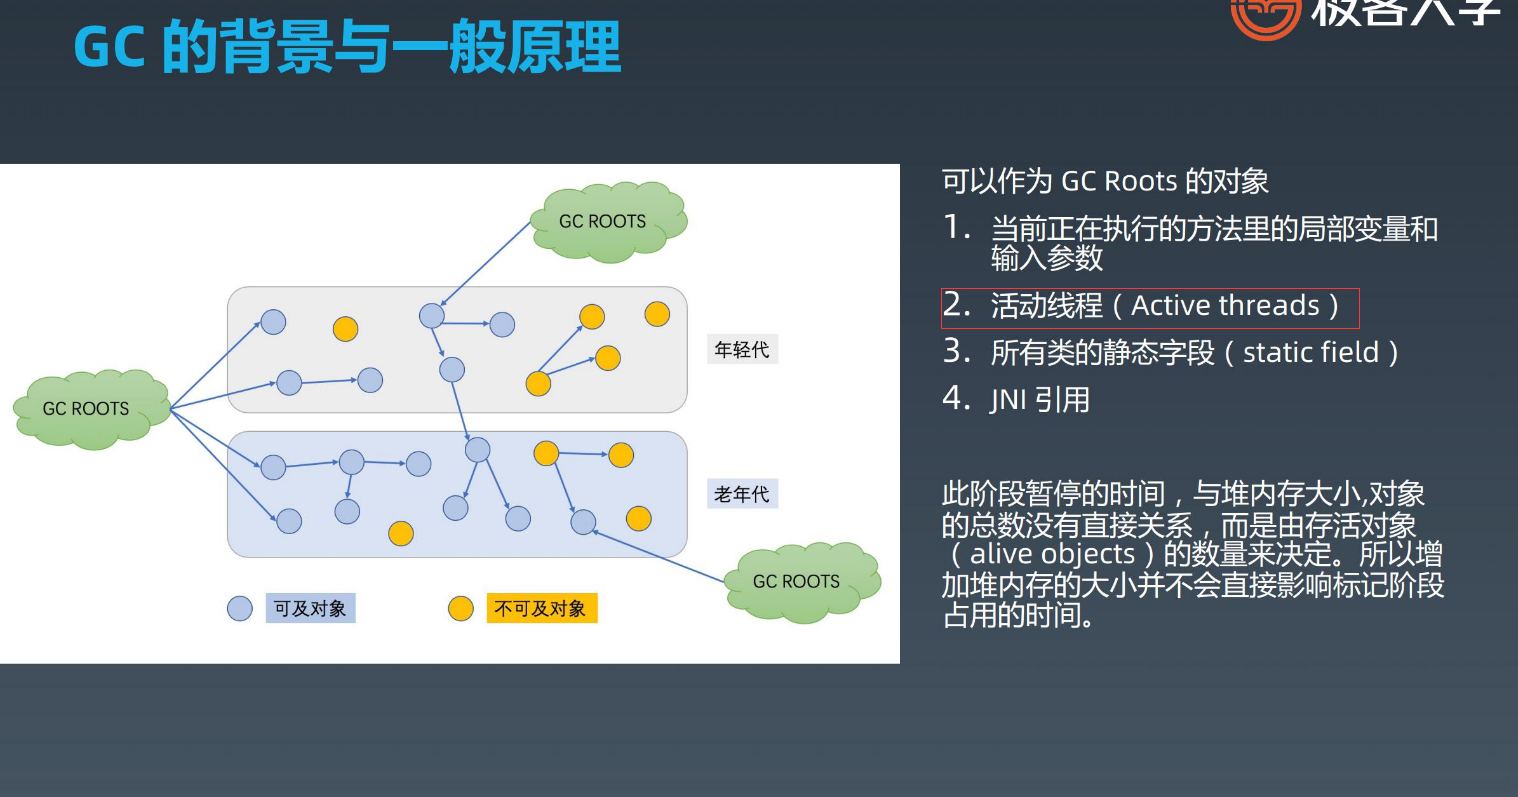 GC 的背景与一般原理
极客大学
GC ROOTS
年轻代
GC ROOTS
老年代
GC ROOTS
可及对象
不可及对象
可以作为 GC Roots 的对象
1. 当前正在执行的方法里的局部变量和
输入参数
2. 活动线程（Active threads）
3. 所有类的静态字段（static field）
4. JNI 引用
此阶段暂停的时间，与堆内存大小,对象
的总数没有直接关系，而是由存活对象
（alive objects）的数量来决定。所以增
加堆内存的大小并不会直接影响标记阶段
占用的时间。